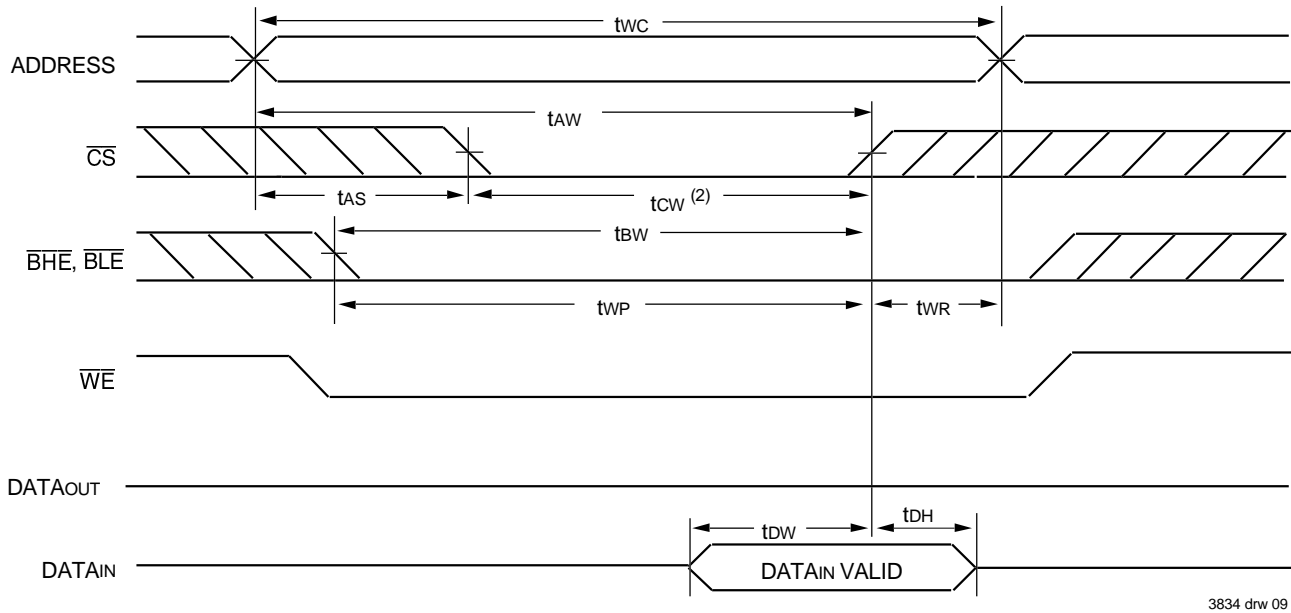 tWC
ADDRESS
tAW
CS
tAS
tCW (2)
tBW
BHE, BLE
tWP
tWR
WE
DATAOUT
tDW
tDH
DATAIN
DATAIN VALID
3834 drw 09